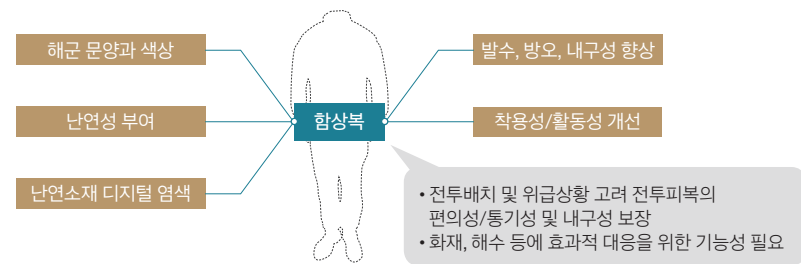 해군 문양과 색상
난연성 부여
난연소재 디지털 염색
함상복
발수, 방오, 내구성 향상
착용성/활동성 개선
• 전투배치 및 위급상황 고려 전투피복의
편의성/통기성 및 내구성 보장
• 화재, 해수 등에 효과적 대응을 위한 기능성 필요